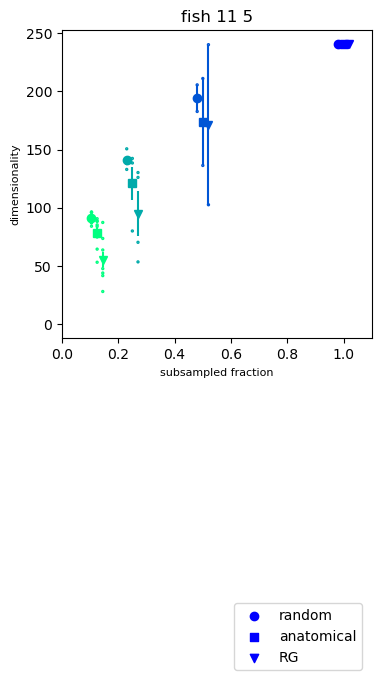 fish 11 5
250
200
150
100
50
0
dimensionality
0.0 0.2 0.4 0.6 0.8 1.0
subsampled fraction
random
anatomical
RG